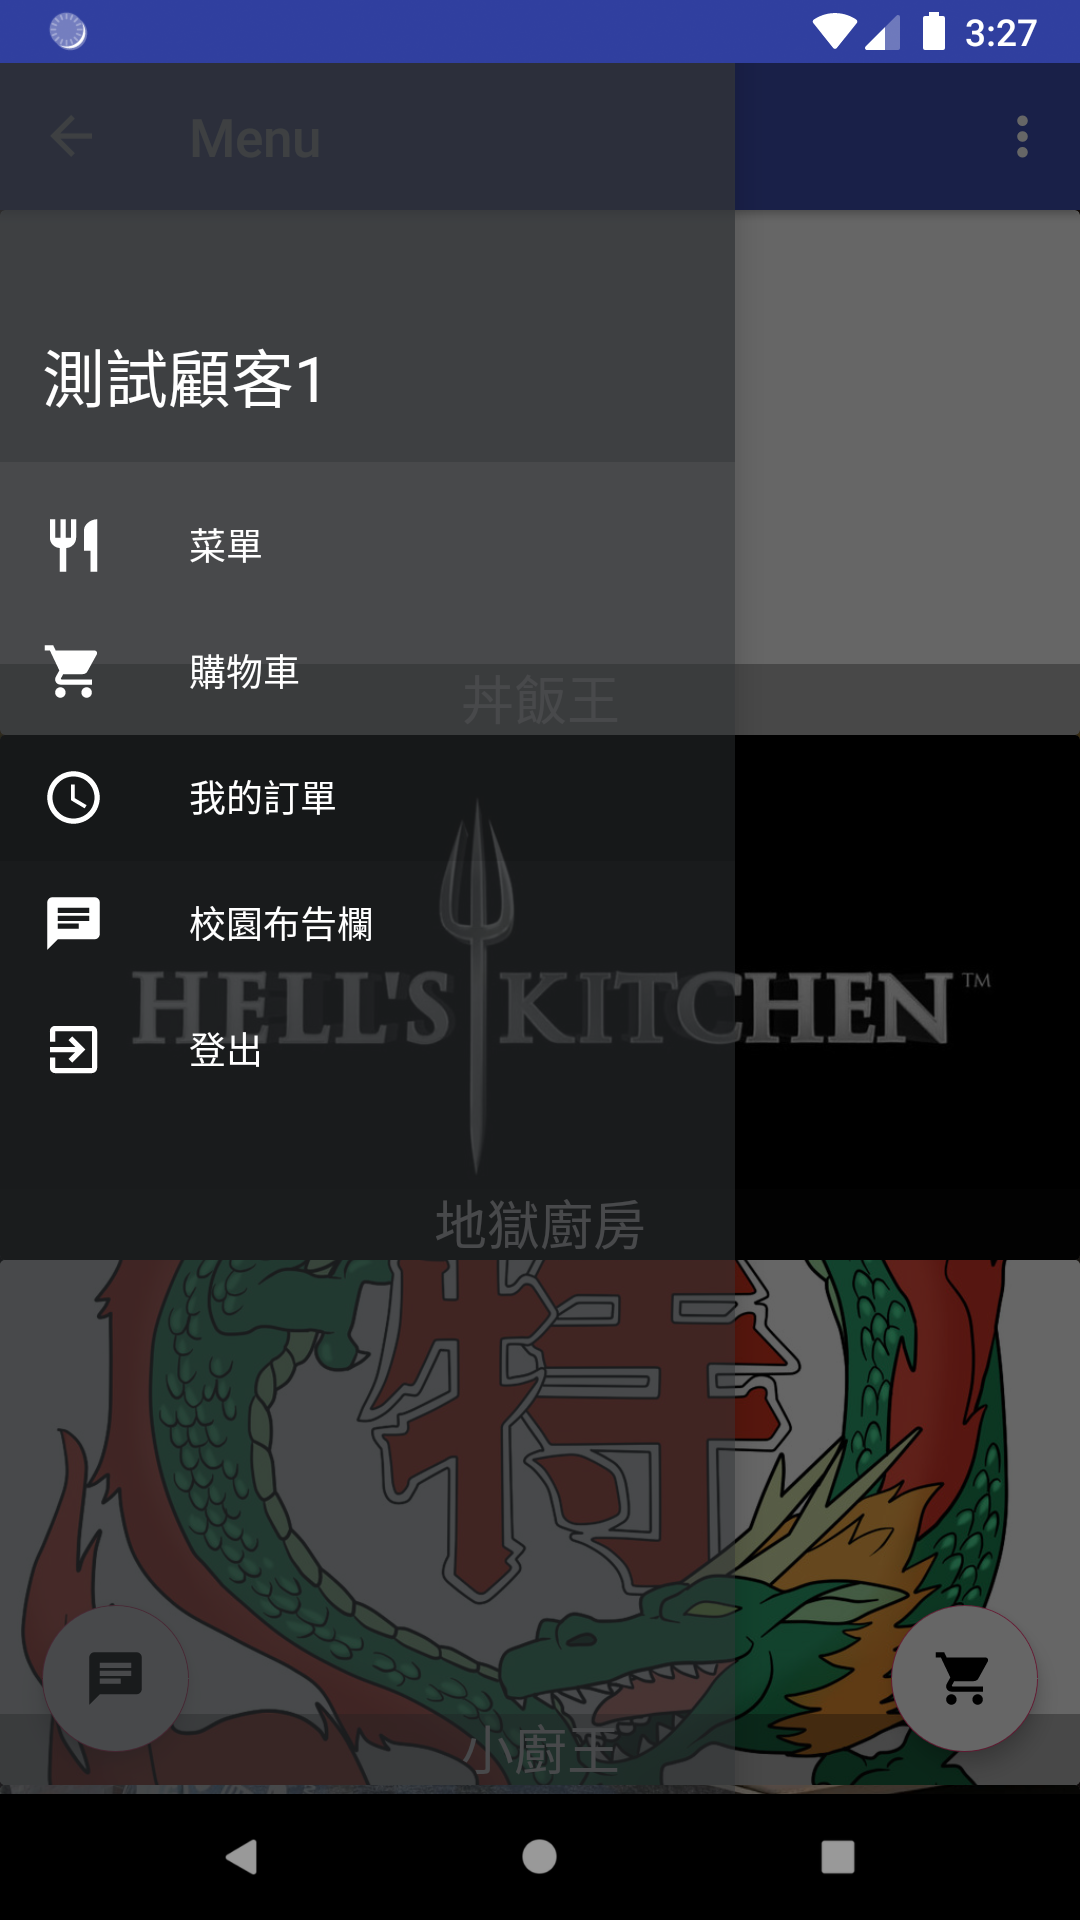 3:27
Menu
測試顧客1
菜單
購物車
丼飯王
我的訂單
校園布告欄
HELL'S KITCHEN™
登出
地獄廚房
特
小廚王